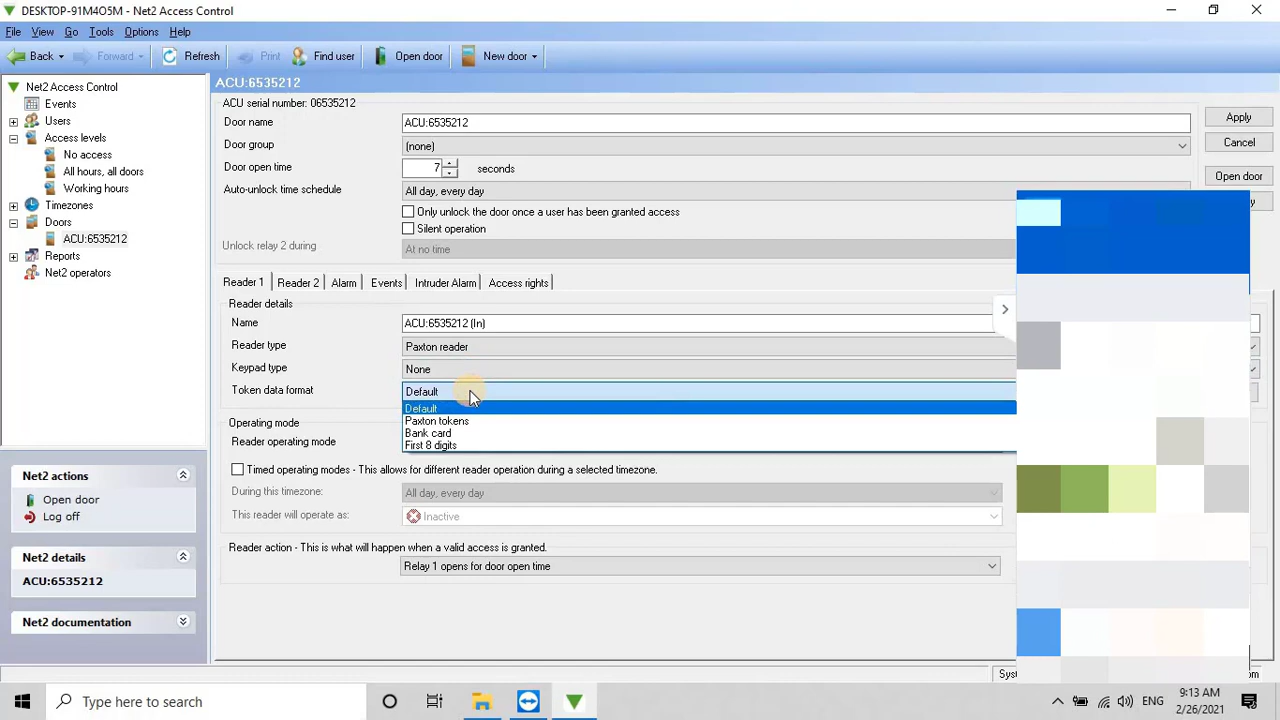 DESKTOP-91M4O5M - Net2 Access Control
File View Go Tools Options Help
Back Forward Refresh Print Find user Open door New door
Net2 Access Control
Events
Users
Access levels
No access
All hours, all doors
Working hours
Timezones
Doors
ACU:6535212
Reports
Net2 operators
Net2 actions
Open door
Log off
Net2 details
ACU:6535212
Net2 documentation
ACU:6535212
ACU serial number: 06535212
Door name ACU:6535212
Door group (none)
Door open time 7 seconds
Auto-unlock time schedule All day, every day
Only unlock the door once a user has been granted access
Silent operation
Unlock relay 2 during At no time
Apply
Cancel
Open door
Reader 1 Reader 2 Alarm Events Intruder Alarm Access rights
Reader details
Name ACU:6535212 (In)
Reader type Paxton reader
Keypad type None
Token data format Default
Default
Paxton tokens
Bank card
First 8 digits
Operating mode
Reader operating mode
Timed operating modes - This allows for different reader operation during a selected timezone.
During this timezone: All day, every day
This reader will operate as: Inactive
Reader action - This is what will happen when a valid access is granted.
Relay 1 opens for door open time
Type here to search
ENG
9:13 AM
2/26/2021